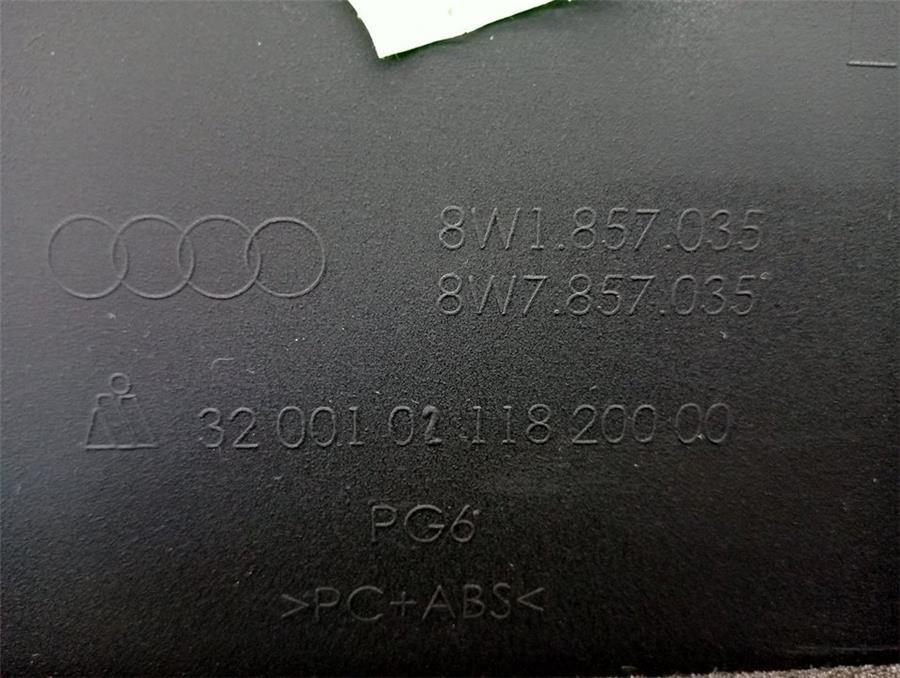 8W1.857.035
8W7.857.035
32 001 02 118 200 00
PG6
>PC+ABS<